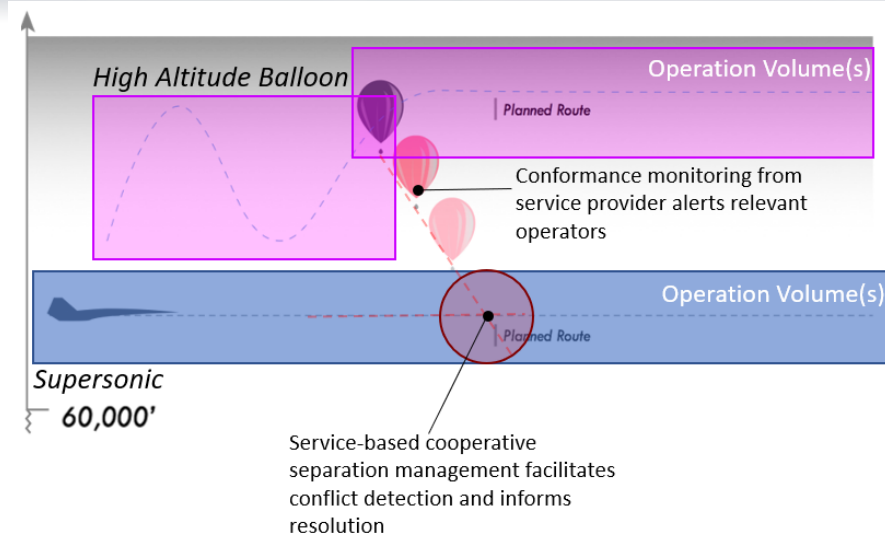 Operation Volume(s)
High Altitude Balloon
Planned Route
Conformance monitoring from
service provider alerts relevant
operators
Operation Volume(s)
Planned Route
Supersonic
60,000'
Service-based cooperative
separation management facilitates
conflict detection and informs
resolution